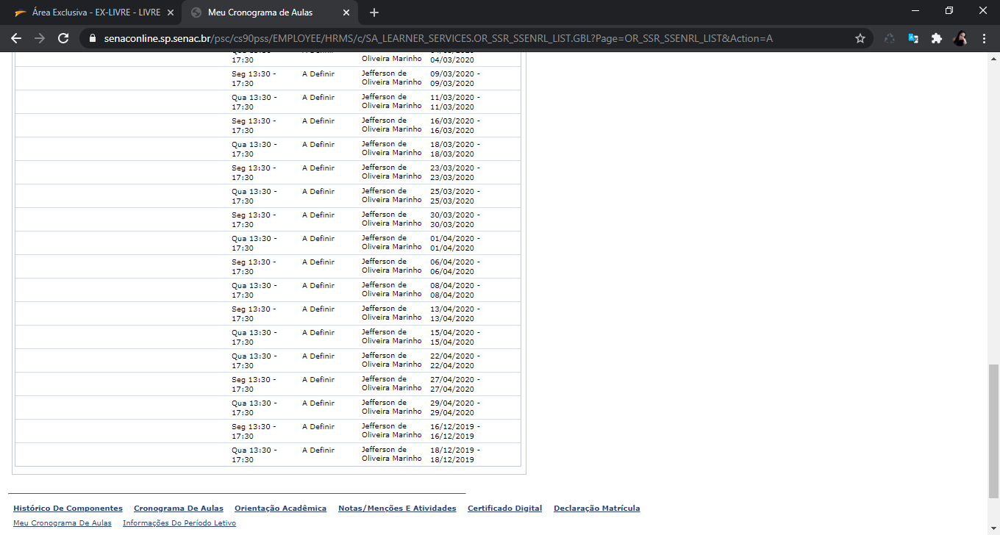 Área Exclusiva - EX-LIVRE - LIVRE
Meu Cronograma de Aulas
senaconline.sp.senac.br/psc/cs90pss/EMPLOYEE/HRMS/c/SA_LEARNER_SERVICES.OR_SSR_SSENRL_LIST.GBL?Page=OR_SSR_SSENRL_LIST&Action=A
17:30 Oliveira Marinho 04/03/2020
Seg 13:30 - A Definir Jefferson de 09/03/2020 -
17:30 Oliveira Marinho 09/03/2020
Qua 13:30 - A Definir Jefferson de 11/03/2020 -
17:30 Oliveira Marinho 11/03/2020
Seg 13:30 - A Definir Jefferson de 16/03/2020 -
17:30 Oliveira Marinho 16/03/2020
Qua 13:30 - A Definir Jefferson de 18/03/2020 -
17:30 Oliveira Marinho 18/03/2020
Seg 13:30 - A Definir Jefferson de 23/03/2020 -
17:30 Oliveira Marinho 23/03/2020
Qua 13:30 - A Definir Jefferson de 25/03/2020 -
17:30 Oliveira Marinho 25/03/2020
Seg 13:30 - A Definir Jefferson de 30/03/2020 -
17:30 Oliveira Marinho 30/03/2020
Qua 13:30 - A Definir Jefferson de 01/04/2020 -
17:30 Oliveira Marinho 01/04/2020
Seg 13:30 - A Definir Jefferson de 06/04/2020 -
17:30 Oliveira Marinho 06/04/2020
Qua 13:30 - A Definir Jefferson de 08/04/2020 -
17:30 Oliveira Marinho 08/04/2020
Seg 13:30 - A Definir Jefferson de 13/04/2020 -
17:30 Oliveira Marinho 13/04/2020
Qua 13:30 - A Definir Jefferson de 15/04/2020 -
17:30 Oliveira Marinho 15/04/2020
Qua 13:30 - A Definir Jefferson de 22/04/2020 -
17:30 Oliveira Marinho 22/04/2020
Seg 13:30 - A Definir Jefferson de 27/04/2020 -
17:30 Oliveira Marinho 27/04/2020
Qua 13:30 - A Definir Jefferson de 29/04/2020 -
17:30 Oliveira Marinho 29/04/2020
Seg 13:30 - A Definir Jefferson de 16/12/2019 -
17:30 Oliveira Marinho 16/12/2019
Qua 13:30 - A Definir Jefferson de 18/12/2019 -
17:30 Oliveira Marinho 18/12/2019
Histórico De Componentes Cronograma De Aulas Orientação Acadêmica Notas/Menções E Atividades Certificado Digital Declaração Matrícula
Meu Cronograma De Aulas Informações Do Período Letivo